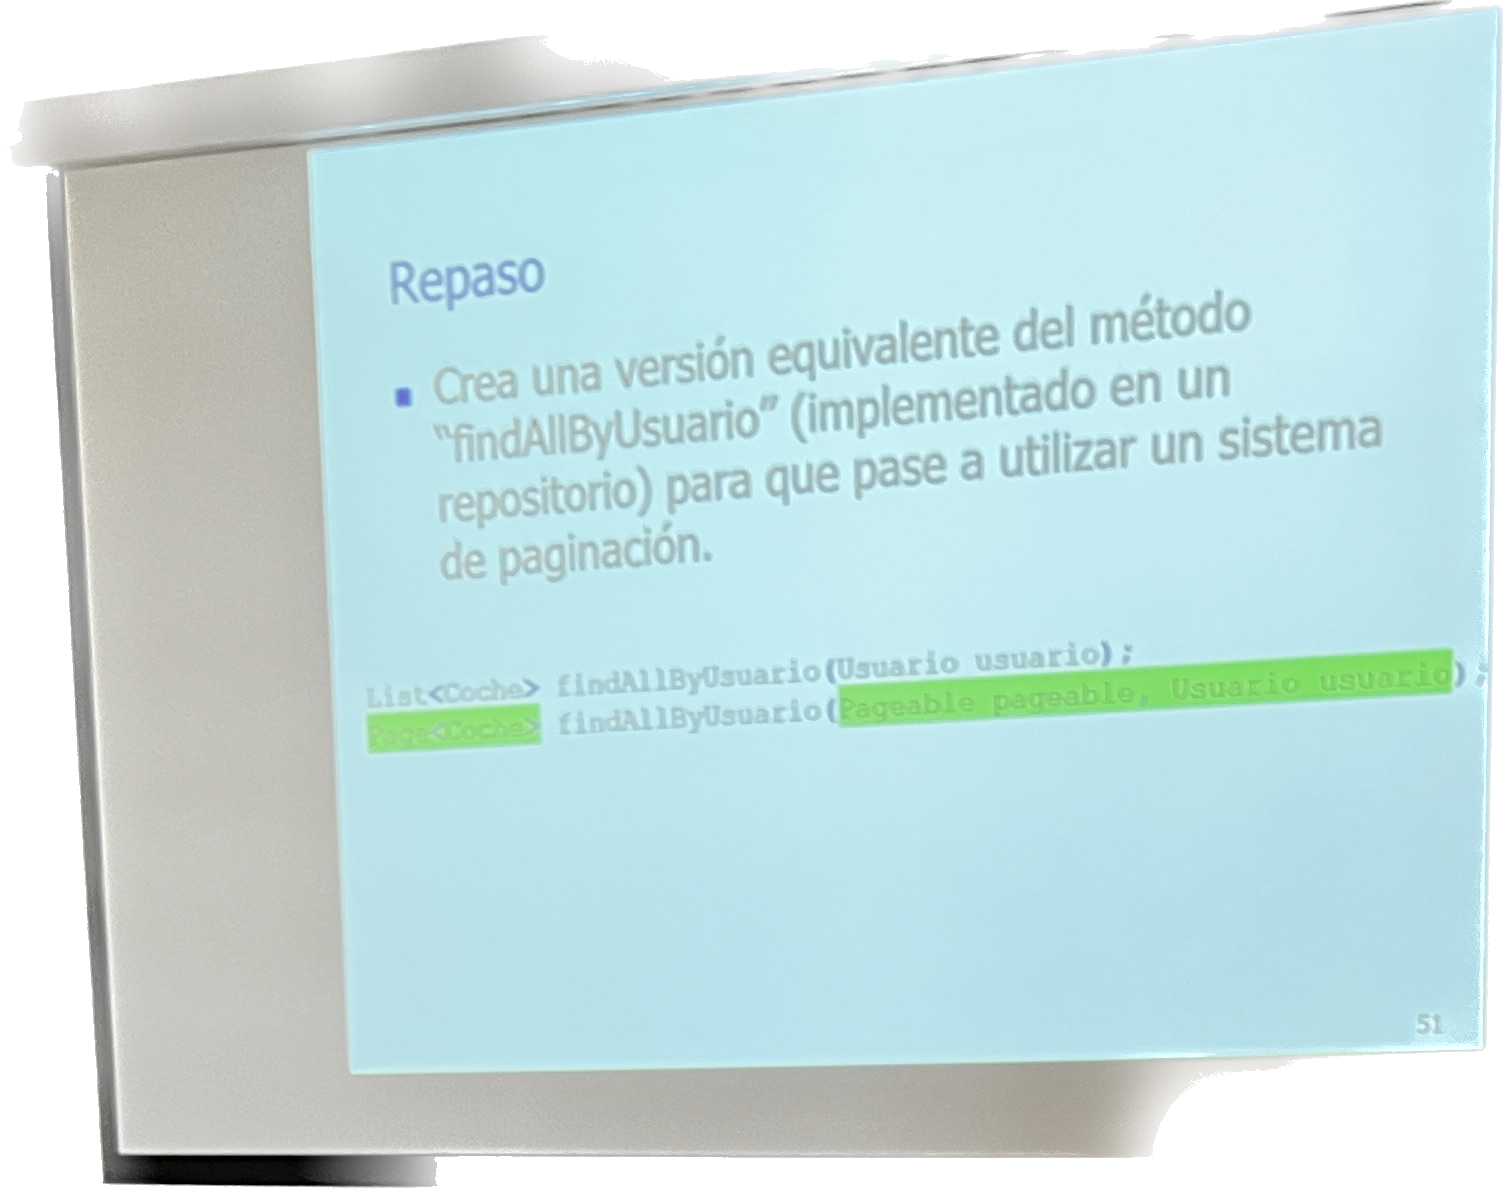 Repaso
Crea una versión equivalente del método
“findAllByUsuario” (implementado en un
repositorio) para que pase a utilizar un sistema
de paginación.
List<Coche> findAllByUsuario(Usuario usuario);
Page<Coche> findAllByUsuario(Pageable pageable, Usuario usuario);
51